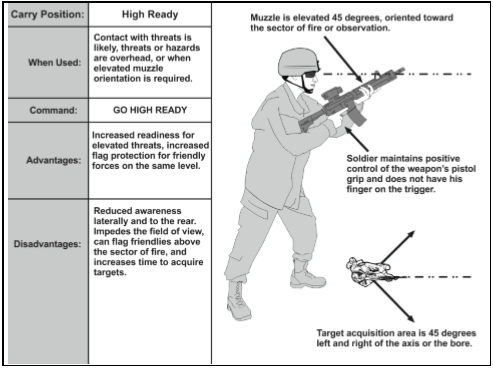 Carry Position: High Ready
When Used: Contact with threats is
likely, threats or hazards
are overhead, or when
elevated muzzle
orientation is required.
Command: GO HIGH READY
Advantages: Increased readiness for
elevated threats, increased
flag protection for friendly
forces on the same level.
Disadvantages: Reduced awareness
laterally and to the rear.
Impedes the field of view,
can flag friendlies above
the sector of fire, and
increases time to acquire
targets.
Muzzle is elevated 45 degrees, oriented toward
the sector of fire or observation.
Soldier maintains positive
control of the weapon's pistol
grip and does not have his
finger on the trigger.
Target acquisition area is 45 degrees
left and right of the axis or the bore.